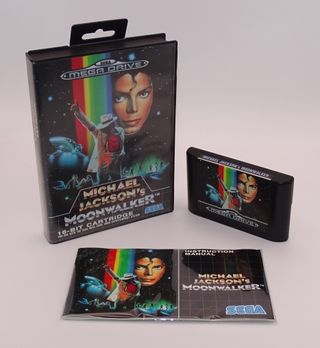 SEGA
MEGA DRIVE
MICHAEL
JACKSON'S
MOONWALKER
16-BIT CARTRIDGE
SEGA
MICHAEL JACKSON'S MOONWALKER
MEGA DRIVE
INSTRUCTION
MANUAL
MICHAEL
JACKSON'S
MOONWALKER
SEGA